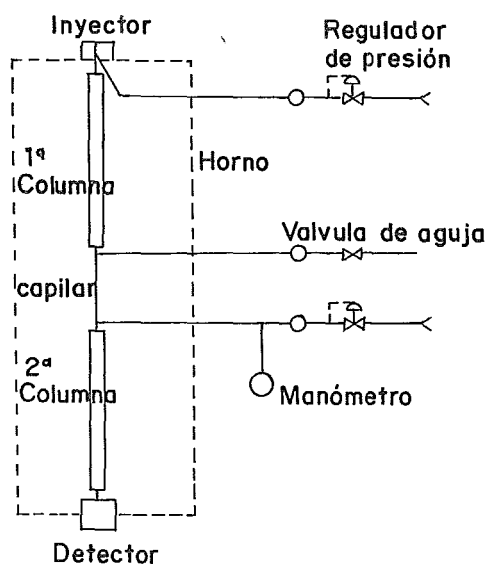 Inyector
Regulador
de presión
1ª
Columna
Horno
Valvula de aguja
capilar
2ª
Columna
Manómetro
Detector